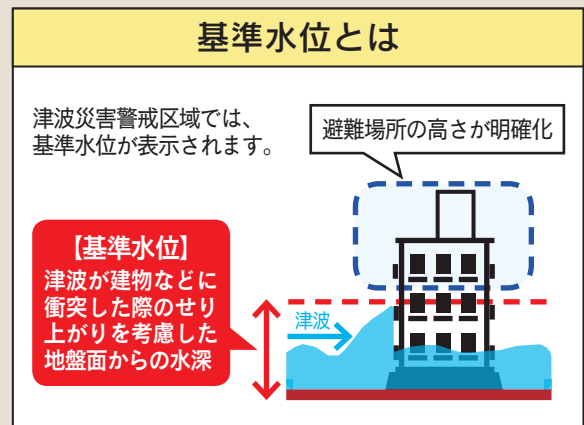 基準水位とは
津波災害警戒区域では、
基準水位が表示されます。
避難場所の高さが明確化
【基準水位】
津波が建物などに
衝突した際のせり
上がりを考慮した
地盤面からの水深
津波